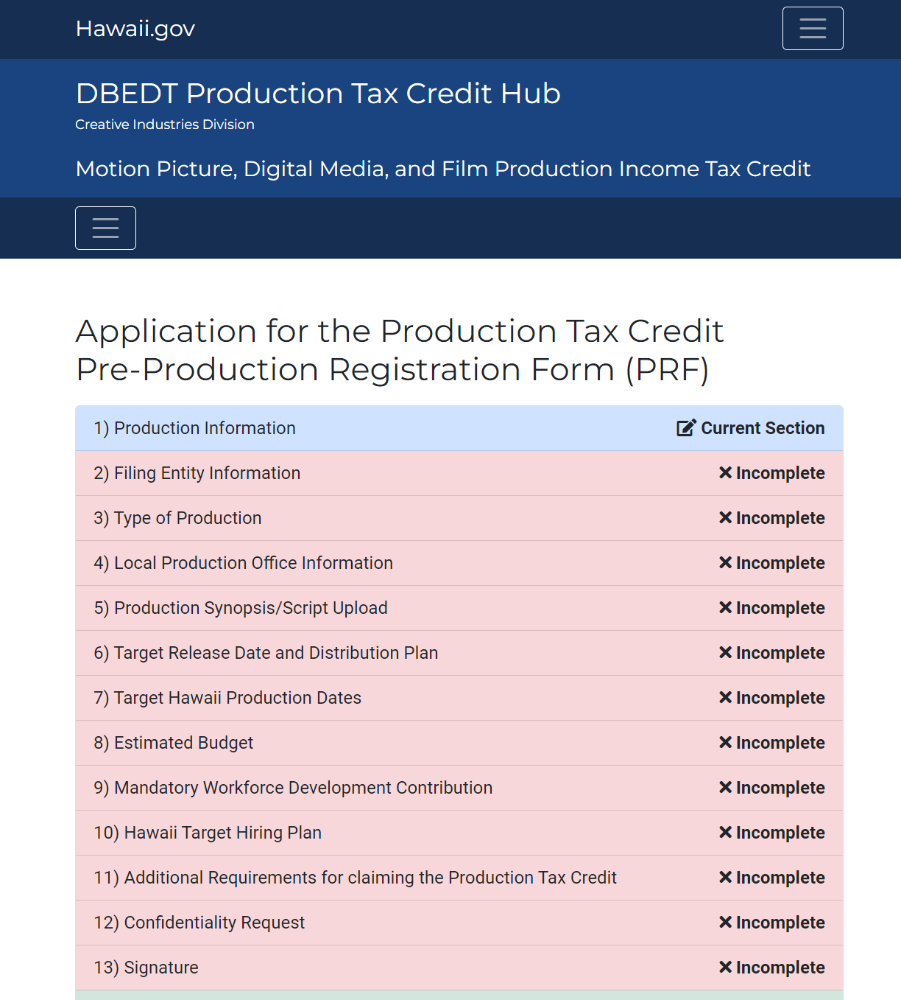 Hawaii.gov
DBEDT Production Tax Credit Hub
Creative Industries Division
Motion Picture, Digital Media, and Film Production Income Tax Credit
Application for the Production Tax Credit
Pre-Production Registration Form (PRF)
1) Production Information Current Section
2) Filing Entity Information Incomplete
3) Type of Production Incomplete
4) Local Production Office Information Incomplete
5) Production Synopsis/Script Upload Incomplete
6) Target Release Date and Distribution Plan Incomplete
7) Target Hawaii Production Dates Incomplete
8) Estimated Budget Incomplete
9) Mandatory Workforce Development Contribution Incomplete
10) Hawaii Target Hiring Plan Incomplete
11) Additional Requirements for claiming the Production Tax Credit Incomplete
12) Confidentiality Request Incomplete
13) Signature Incomplete